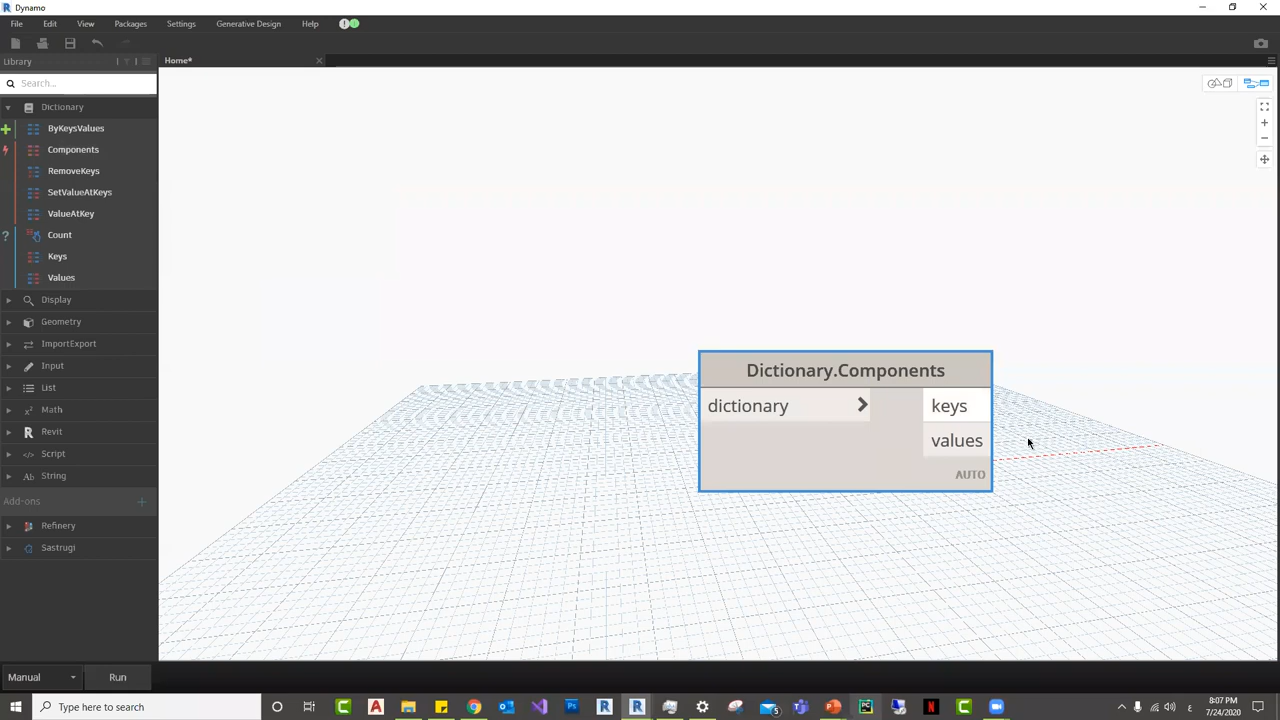 Dynamo
File Edit View Packages Settings Generative Design Help
Library
Home*
Search...
Dictionary
ByKeysValues
Components
RemoveKeys
SetValueAtKeys
ValueAtKey
Count
Keys
Values
Display
Geometry
ImportExport
Input
List
Math
Revit
Script
String
Add-ons
Refinery
Sastrugi
Dictionary.Components
dictionary
keys
values
AUTO
Manual
Run
Type here to search
8:07 PM
7/24/2020